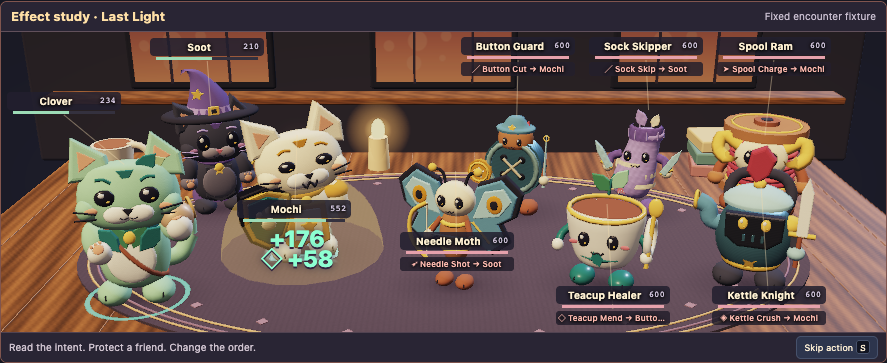 Effect study · Last Light
Fixed encounter fixture
Soot 210
Button Guard 600
Button Cut → Mochi
Sock Skipper 600
Sock Skip → Soot
Spool Ram 600
Spool Charge → Mochi
Clover 234
Mochi 552
+176
+58
Needle Moth 600
Needle Shot → Soot
Teacup Healer 600
Teacup Mend → Butto...
Kettle Knight 600
Kettle Crush → Mochi
Read the intent. Protect a friend. Change the order.
Skip action S